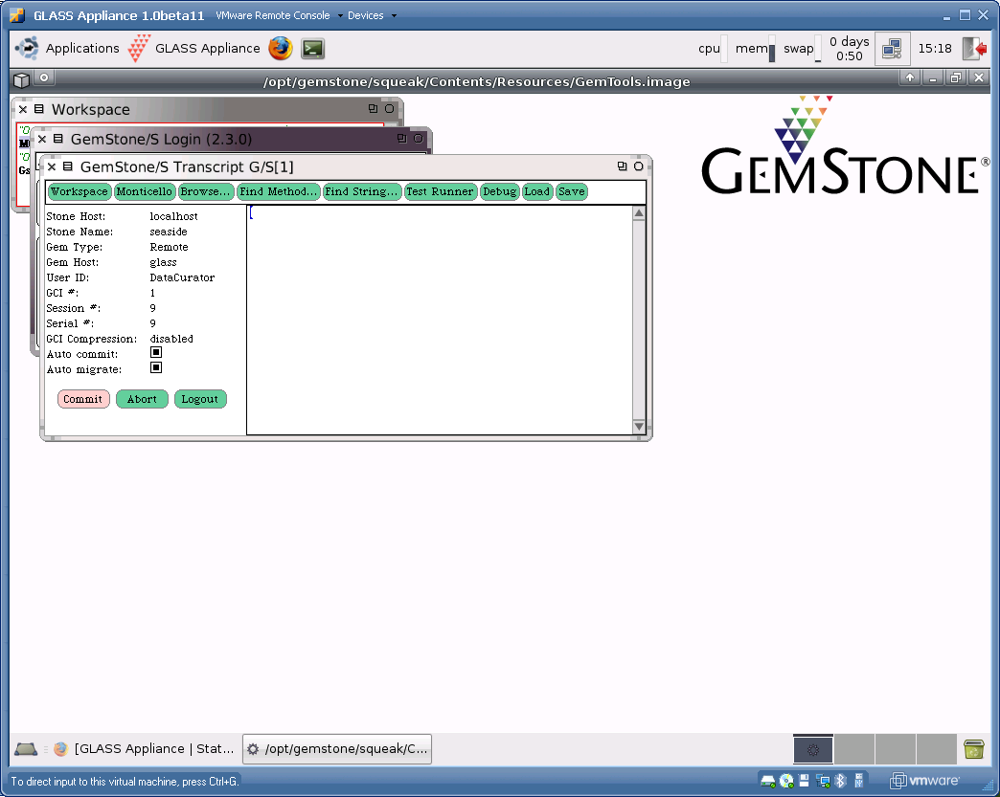 GLASS Appliance 1.0beta11 VMware Remote Console Devices
Applications GLASS Appliance cpu mem swap 0 days 0:50 15:18
/opt/gemstone/squeak/Contents/Resources/GemTools.image
Workspace
GemStone/S Login (2.3.0)
GemStone/S Transcript G/S[1]
GEMSTONE®
Workspace Monticello Browse... Find Method... Find String... Test Runner Debug Load Save
Stone Host: localhost
Stone Name: seaside
Gem Type: Remote
Gem Host: glass
User ID: DataCurator
GCI #: 1
Session #: 9
Serial #: 9
GCI Compression: disabled
Auto commit:
Auto migrate:
Commit Abort Logout
[GLASS Appliance | Stat... /opt/gemstone/squeak/C...
To direct input to this virtual machine, press Ctrl+G. vmware